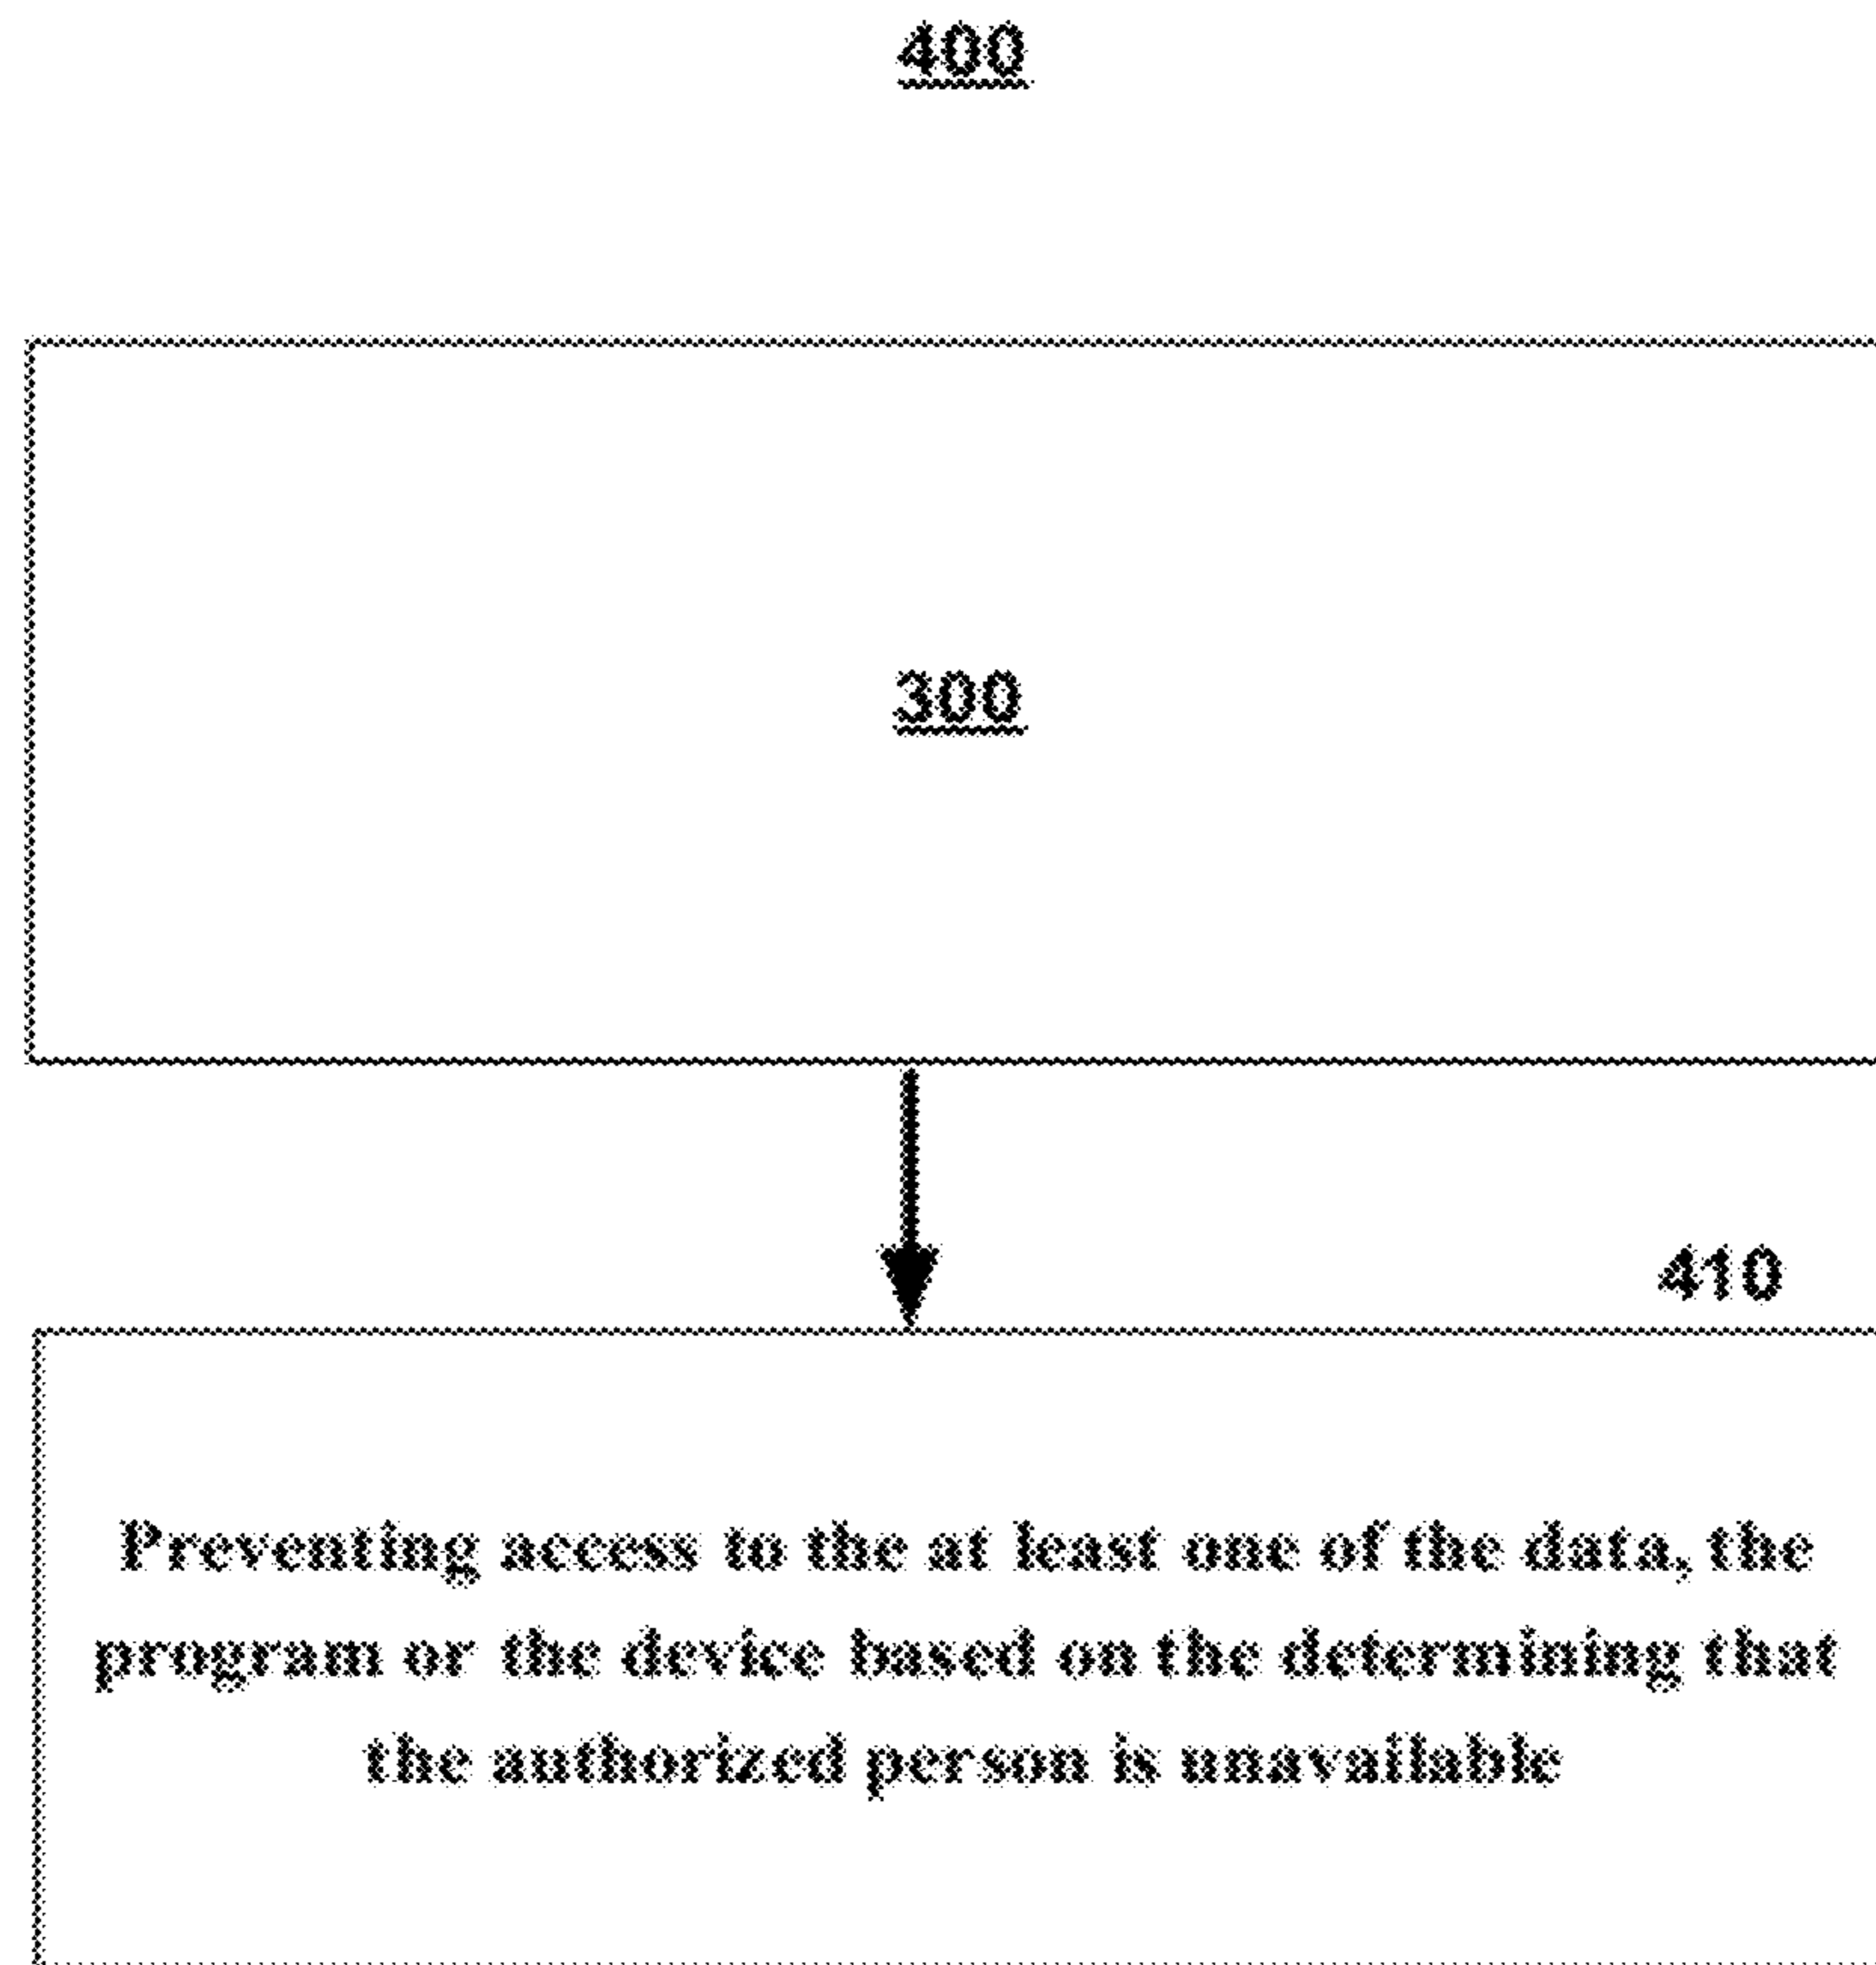 400
300
410
Preventing access to the at least one of the data, the
program or the device based on the determining that
the authorized person is unavailable